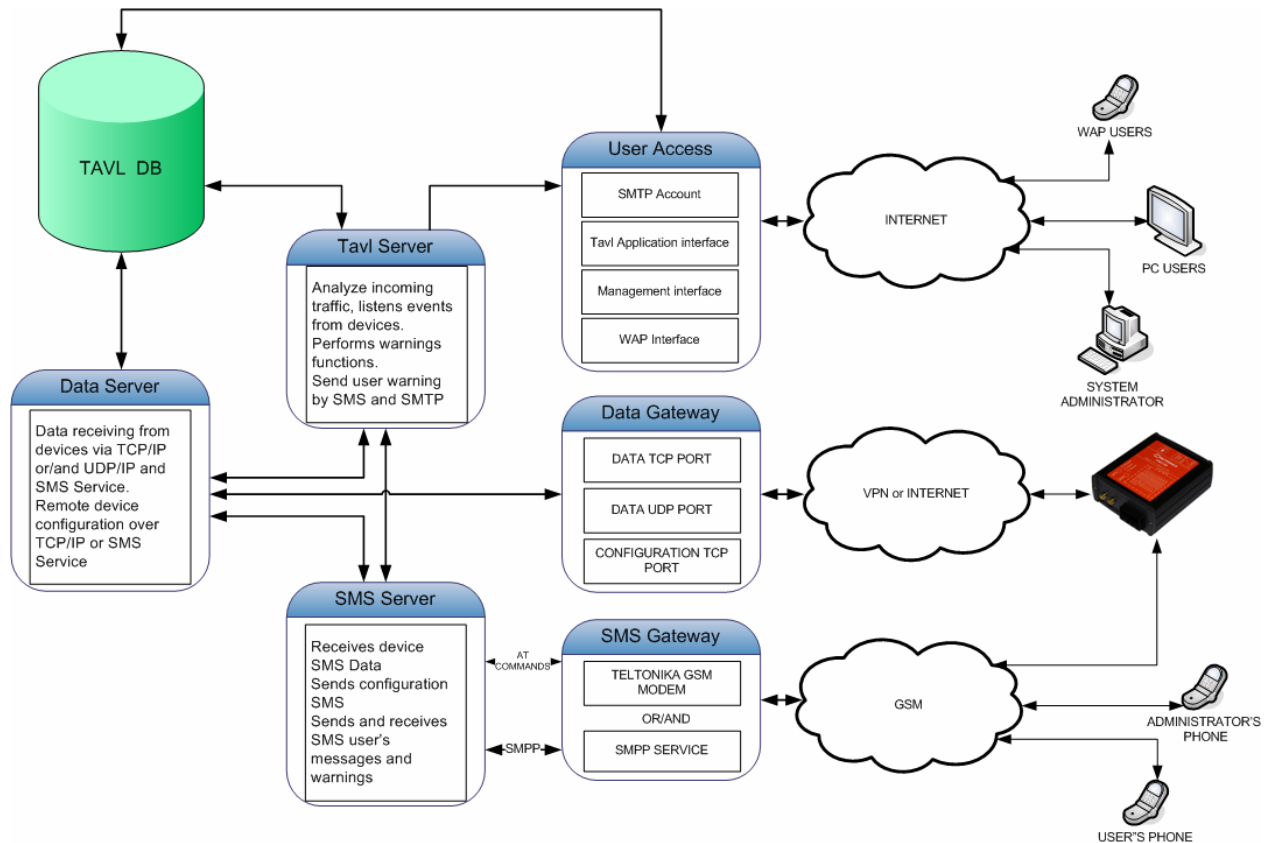 TAVL DB
User Access
SMTP Account
Tavl Application interface
Management interface
WAP Interface
INTERNET
WAP USERS
PC USERS
SYSTEM
ADMINISTRATOR
Tavl Server
Analyze incoming
traffic, listens events
from devices.
Performs warnings
functions.
Send user warning
by SMS and SMTP
Data Server
Data receiving from
devices via TCP/IP
or/and UDP/IP and
SMS Service.
Remote device
configuration over
TCP/IP or SMS
Service
Data Gateway
DATA TCP PORT
DATA UDP PORT
CONFIGURATION TCP
PORT
VPN or INTERNET
SMS Server
Receives device
SMS Data
Sends configuration
SMS
Sends and receives
SMS user's
messages and
warnings
AT
COMMANDS
SMPP
SMS Gateway
TELTONIKA GSM
MODEM
OR/AND
SMPP SERVICE
GSM
ADMINISTRATOR'S
PHONE
USER"S PHONE